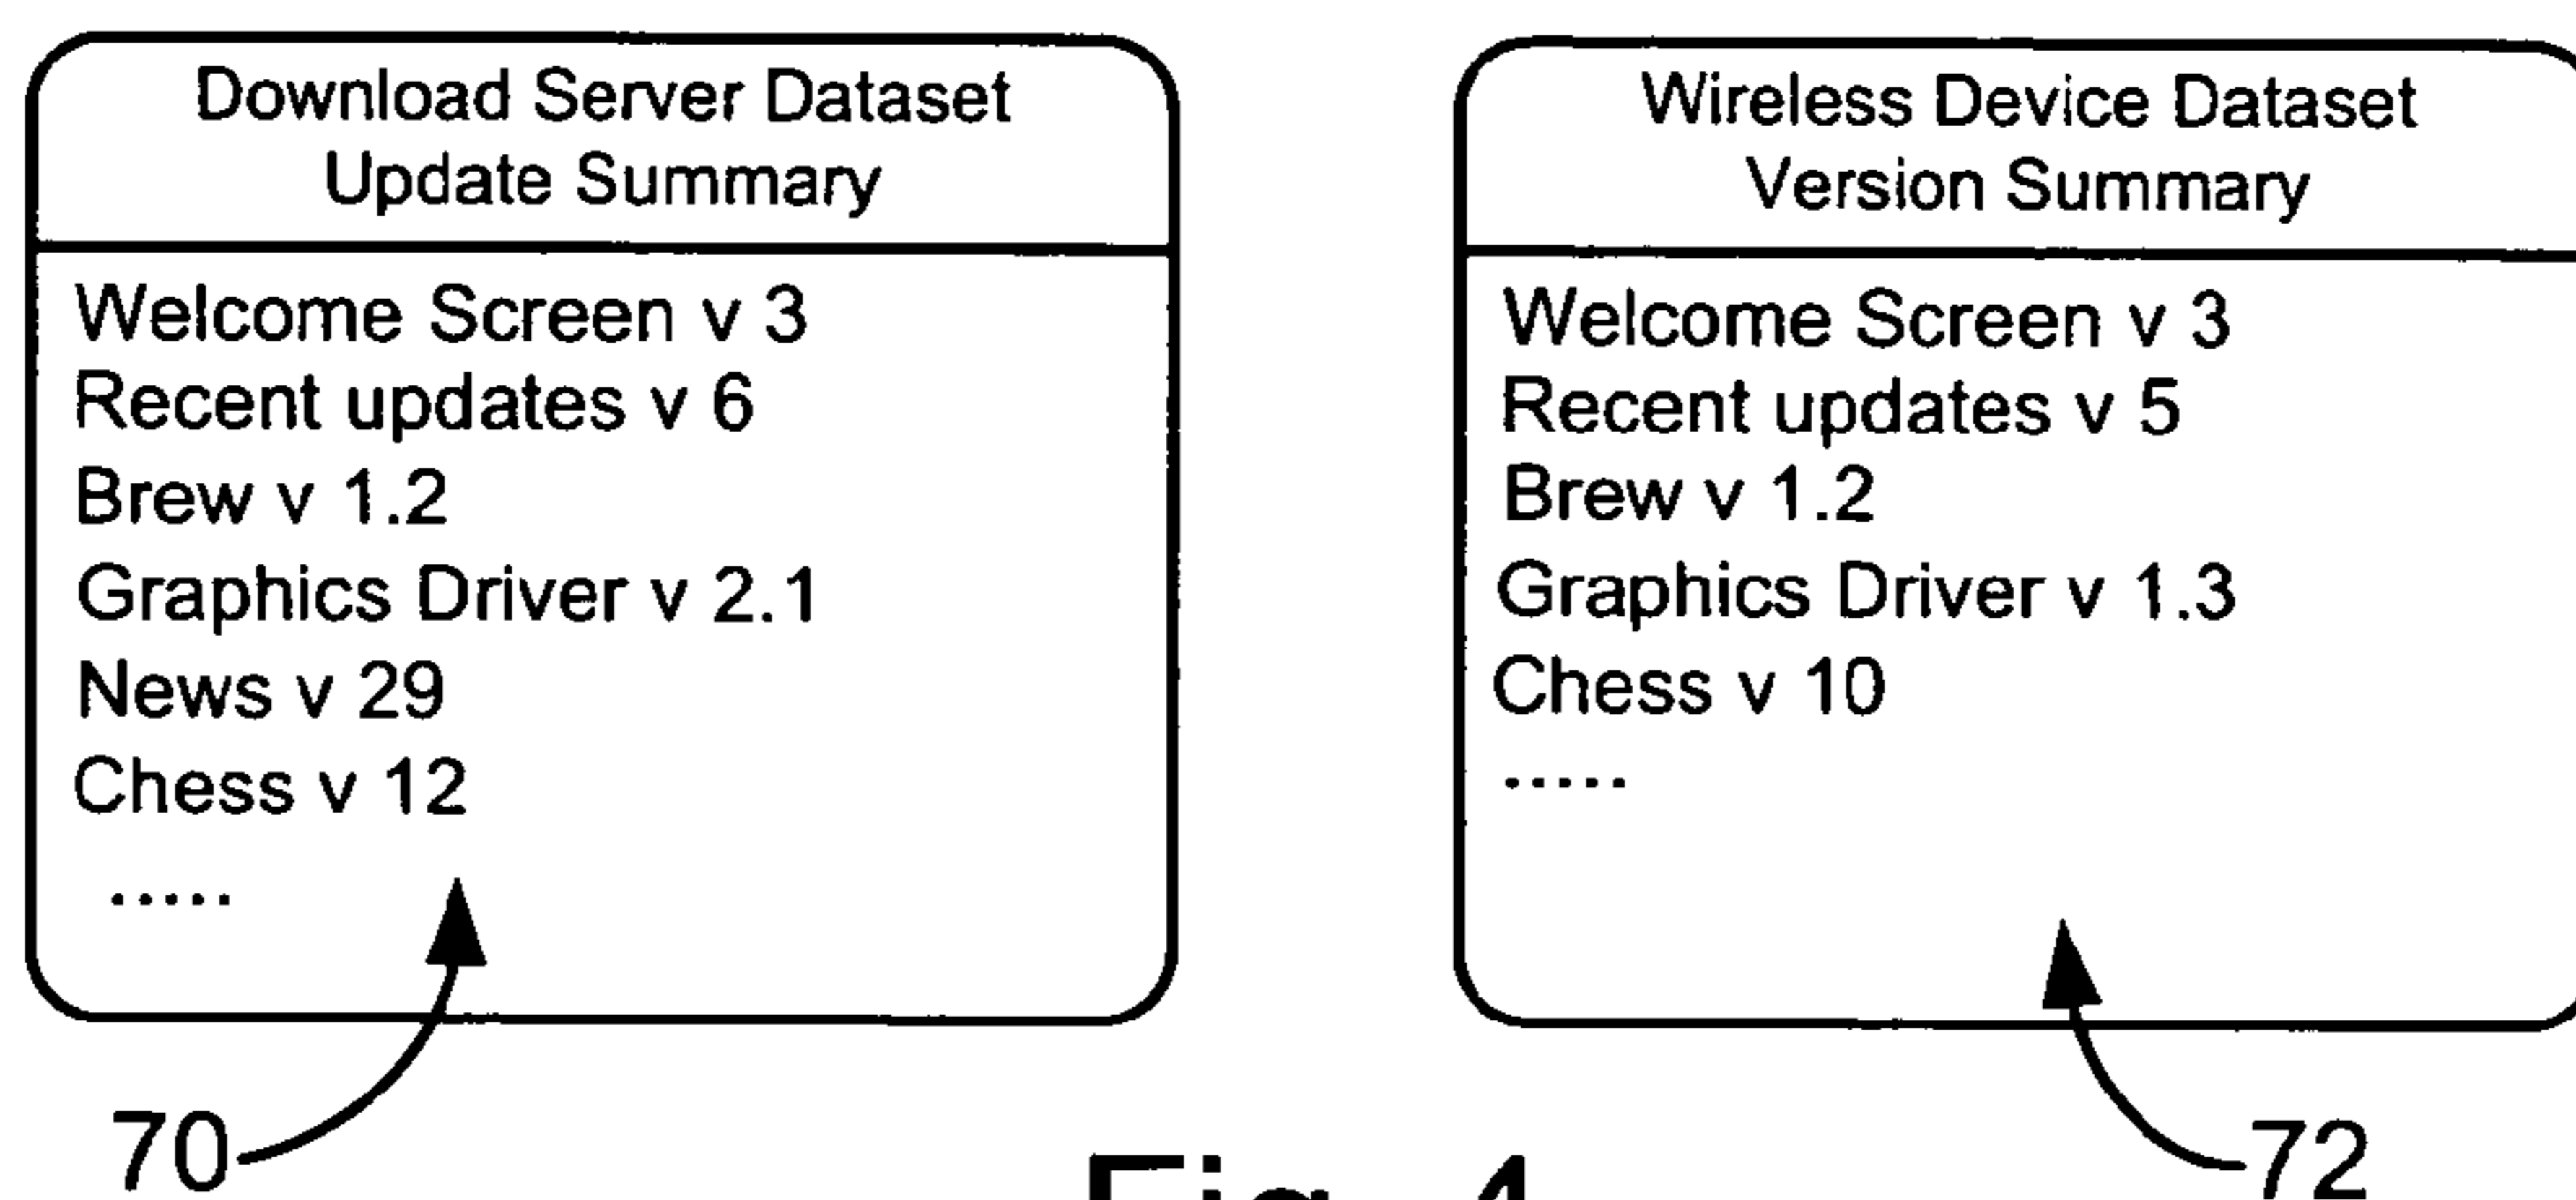 Download Server Dataset
Update Summary
Welcome Screen v 3
Recent updates v 6
Brew v 1.2
Graphics Driver v 2.1
News v 29
Chess v 12
.....
70
Wireless Device Dataset
Version Summary
Welcome Screen v 3
Recent updates v 5
Brew v 1.2
Graphics Driver v 1.3
Chess v 10
.....
72
Fig. 4